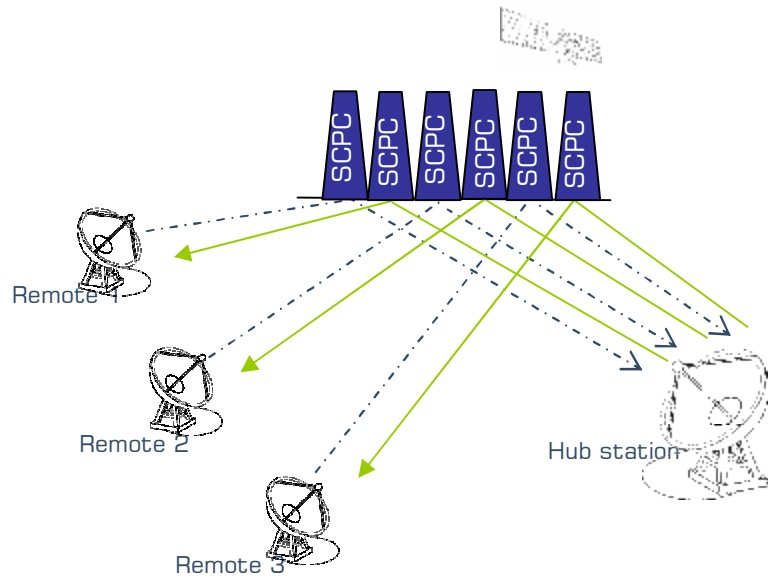 SCPC
SCPC
SCPC
SCPC
SCPC
SCPC
Remote 1
Remote 2
Hub station
Remote 3